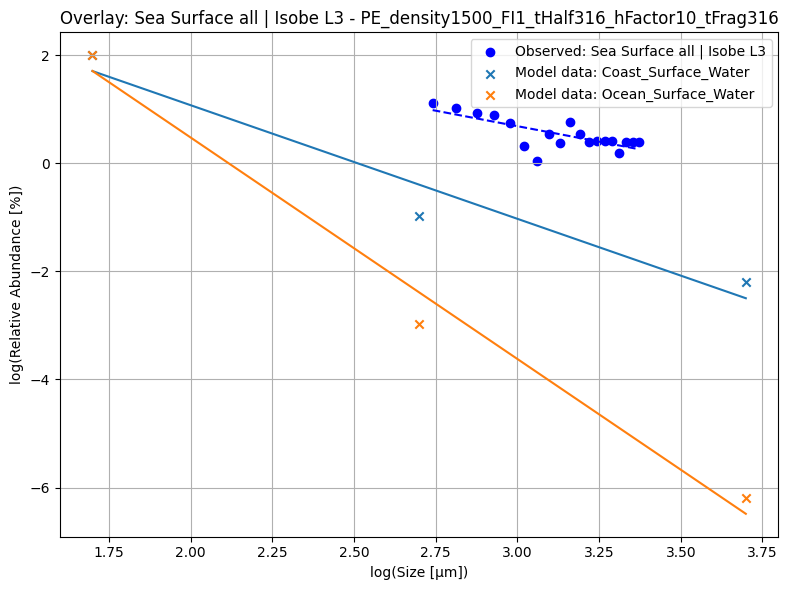 Overlay: Sea Surface all | Isobe L3 - PE_density1500_FI1_tHalf316_hFactor10_tFrag316
Observed: Sea Surface all | Isobe L3
Model data: Coast_Surface_Water
Model data: Ocean_Surface_Water
log(Relative Abundance [%])
2
0
−2
−4
−6
1.75 2.00 2.25 2.50 2.75 3.00 3.25 3.50 3.75
log(Size [μm])